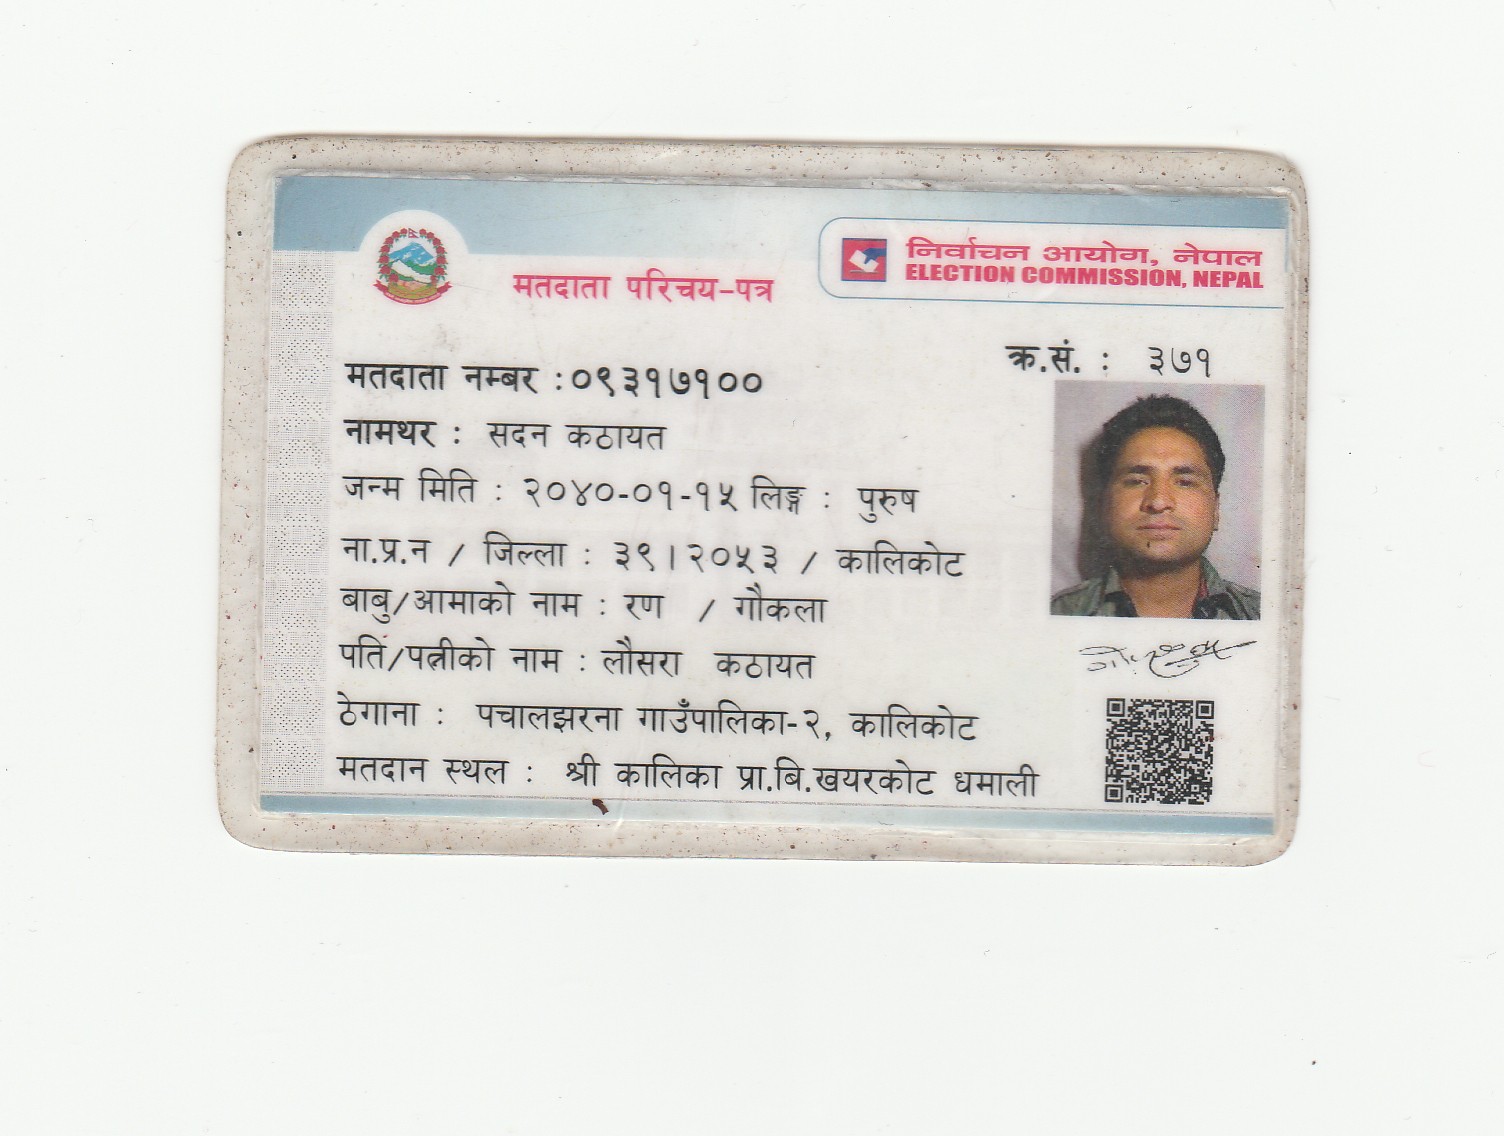 निर्वाचन आयोग, नेपाल
ELECTION COMMISSION, NEPAL
मतदाता परिचय-पत्र
क्र.सं. : ३७१
मतदाता नम्बर :०९३१७१००
नामथर : सदन कठायत
जन्म मिति : २०४०-०१-१५ लिङ्ग : पुरुष
ना.प्र.न / जिल्ला : ३९।२०५३ / कालिकोट
बाबु/आमाको नाम : रण / गौकला
पति/पत्नीको नाम : लौसरा कठायत
ठेगाना : पचालझरना गाउँपालिका-२, कालिकोट
मतदान स्थल : श्री कालिका प्रा.बि.खयरकोट धमाली